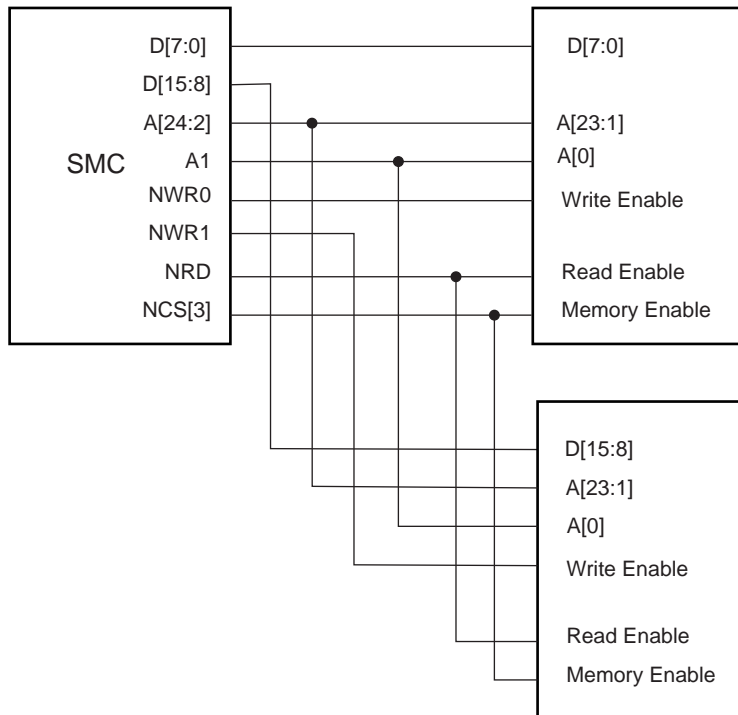 D[7:0]
D[15:8]
A[24:2]
SMC
A1
NWR0
NWR1
NRD
NCS[3]
D[7:0]
A[23:1]
A[0]
Write Enable
Read Enable
Memory Enable
D[15:8]
A[23:1]
A[0]
Write Enable
Read Enable
Memory Enable